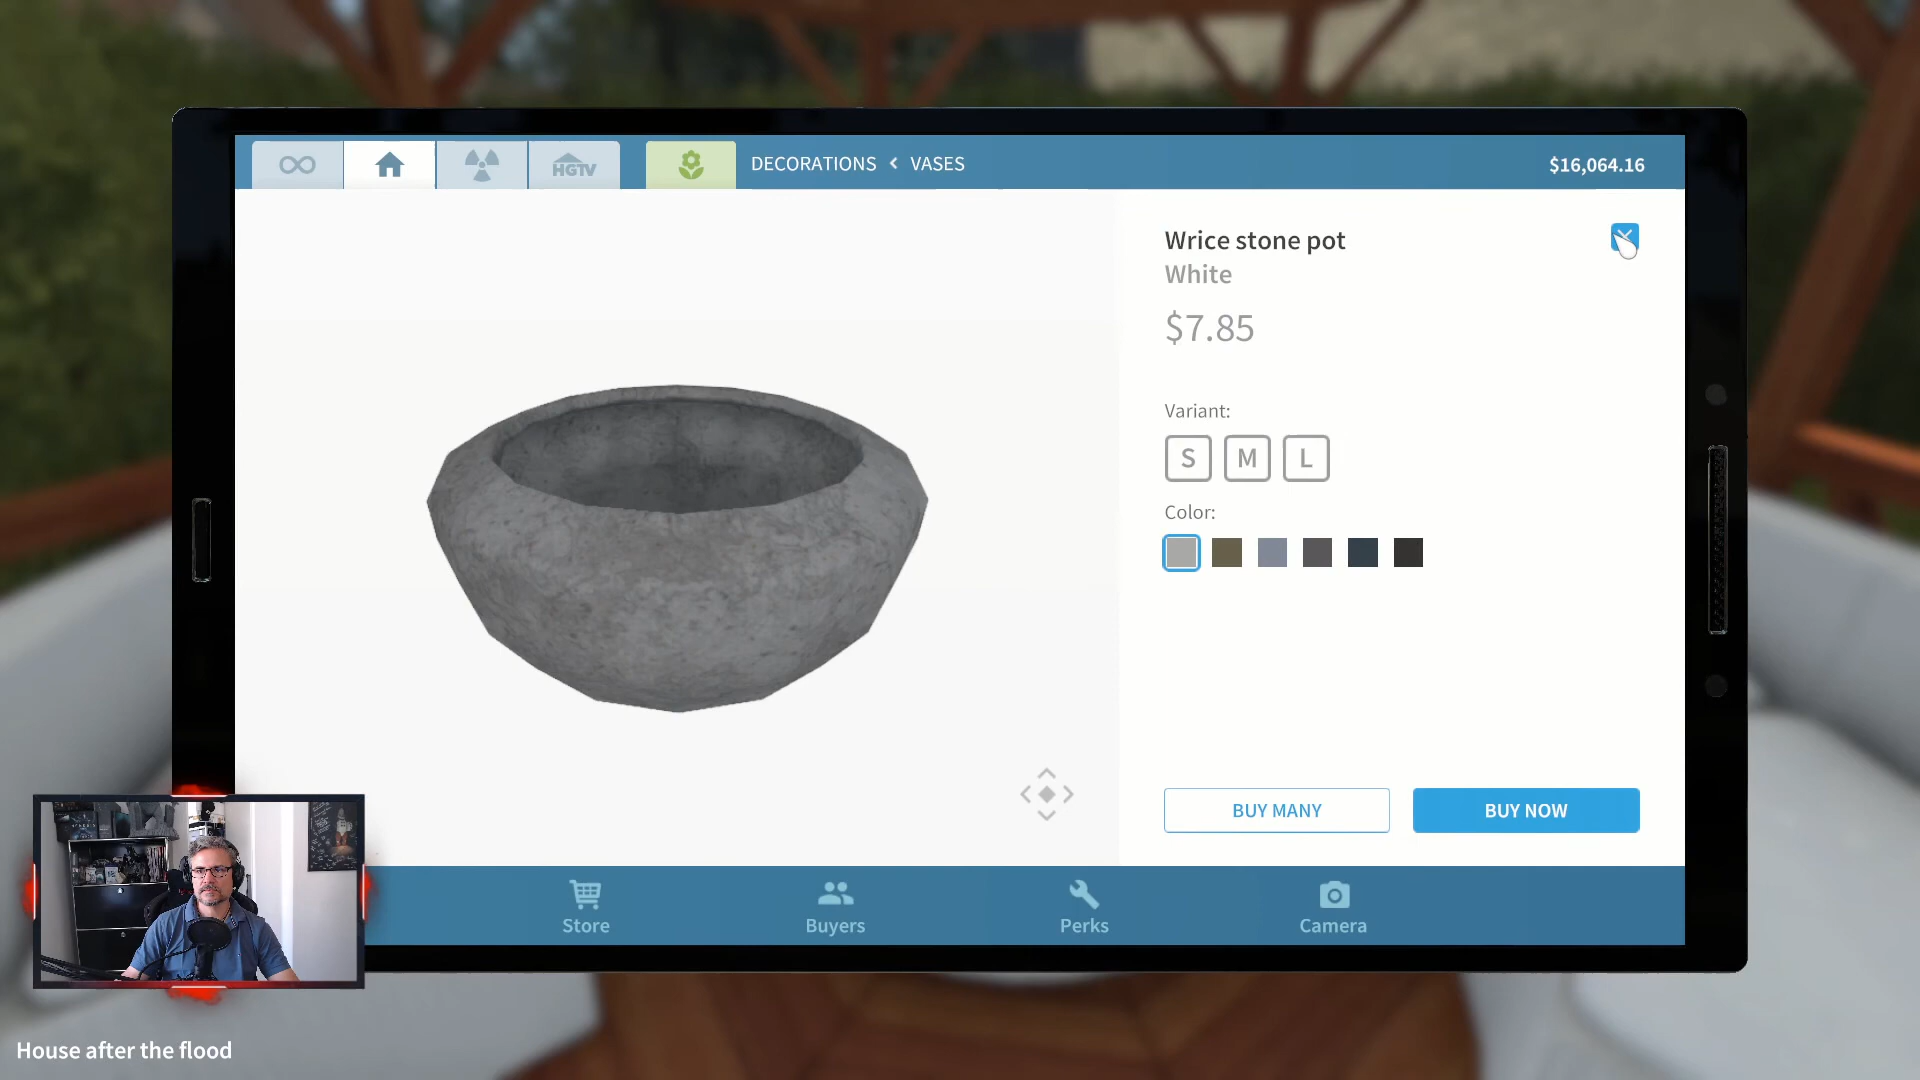 HGTV
DECORATIONS < VASES
$16,064.16
Wrice stone pot
White
$7.85
Variant:
S M L
Color:
BUY MANY
BUY NOW
Store
Buyers
Perks
Camera
House after the flood